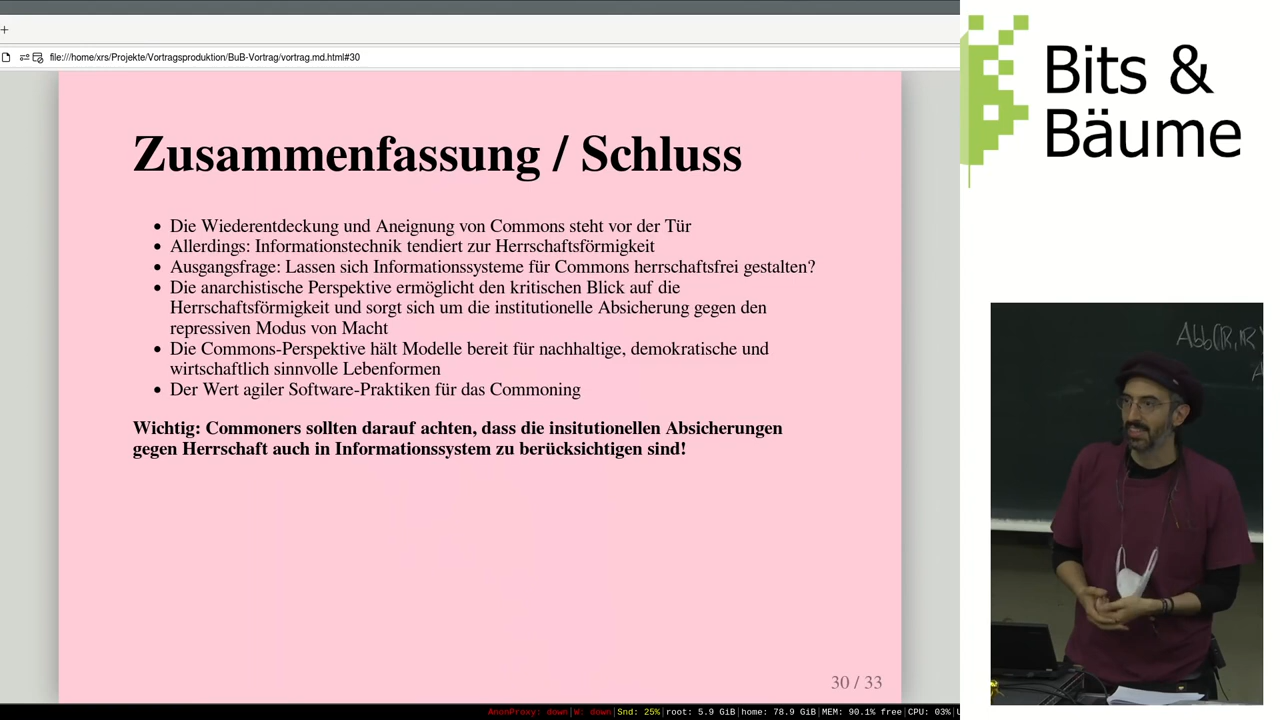 +
file:///home/xrs/Projekte/Vortragsproduktion/BuB-Vortrag/vortrag.md.html#30
Zusammenfassung / Schluss
• Die Wiederentdeckung und Aneignung von Commons steht vor der Tür
• Allerdings: Informationstechnik tendiert zur Herrschaftsförmigkeit
• Ausgangsfrage: Lassen sich Informationssysteme für Commons herrschaftsfrei gestalten?
• Die anarchistische Perspektive ermöglicht den kritischen Blick auf die
Herrschaftsförmigkeit und sorgt sich um die institutionelle Absicherung gegen den
repressiven Modus von Macht
• Die Commons-Perspektive hält Modelle bereit für nachhaltige, demokratische und
wirtschaftlich sinnvolle Lebenformen
• Der Wert agiler Software-Praktiken für das Commoning
Wichtig: Commoners sollten darauf achten, dass die insitutionellen Absicherungen
gegen Herrschaft auch in Informationssystem zu berücksichtigen sind!
30 / 33
AnonProxy: down|W: down|Snd: 25%|root: 5.9 GiB|home: 78.9 GiB|MEM: 90.1% free|CPU: 03%|
Bits &
Bäume